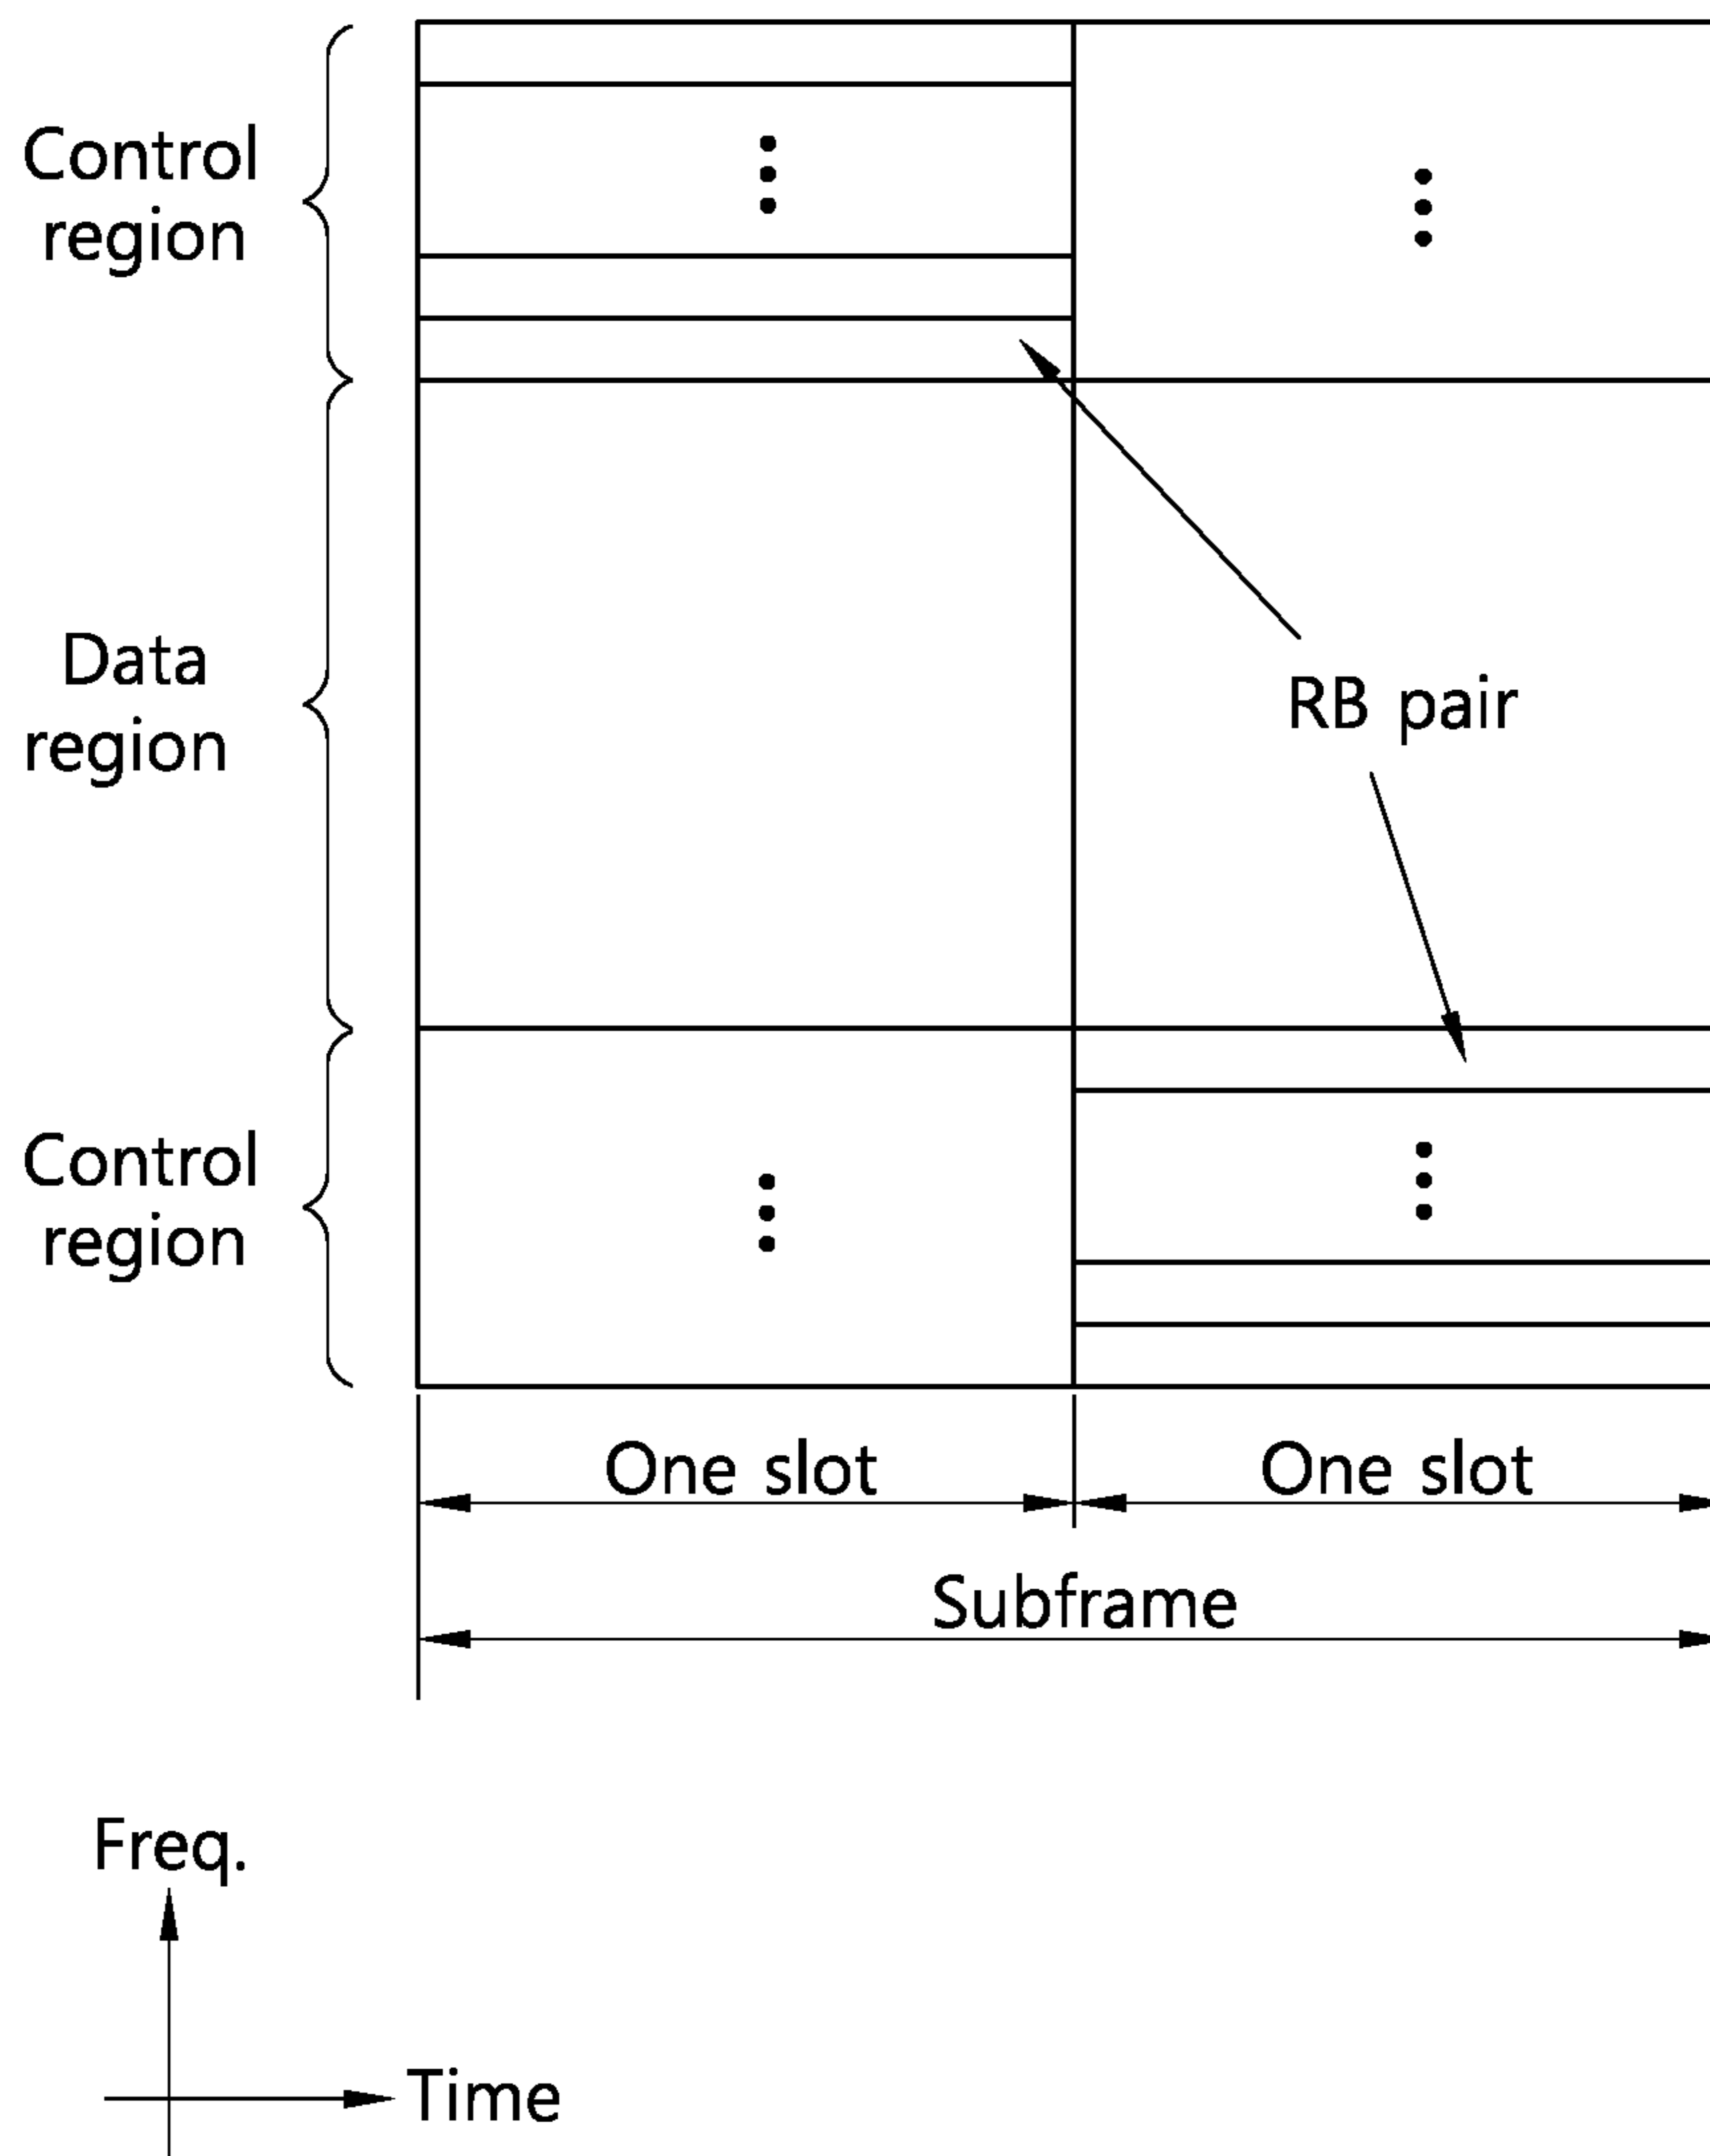 Control
region
Data
region
RB pair
Control
region
One slot
One slot
Subframe
Freq.
Time